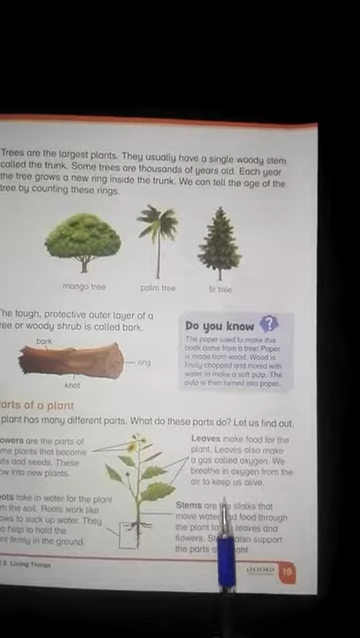 Trees are the largest plants. They usually have a single woody stem
called the trunk. Some trees are thousands of years old. Each year
the tree grows a new ring inside the trunk. We can tell the age of the
tree by counting these rings.
mango tree
palm tree
fir tree
The tough, protective outer layer of a
tree or woody shrub is called bark.
bark
ring
knot
Do you know ?
The paper used to make this
book came from a tree! Paper
is made from wood. Wood is
finely chopped and mixed with
water to make a soft pulp. The
pulp is then turned into paper.
arts of a plant
plant has many different parts. What do these parts do? Let us find out.
owers are the parts of
me plants that become
its and seeds. These
ow into new plants.
Leaves make food for the
plant. Leaves also make
a gas called oxygen. We
breathe in oxygen from the
air to keep us alive.
ots take in water for the plant
m the soil. Roots work like
aws to suck up water. They
o help to hold the
nt firmly in the ground.
Stems are stalks that
move water food through
the plant to leaves and
flowers. also support
the parts
Living Things
OXFORD
19